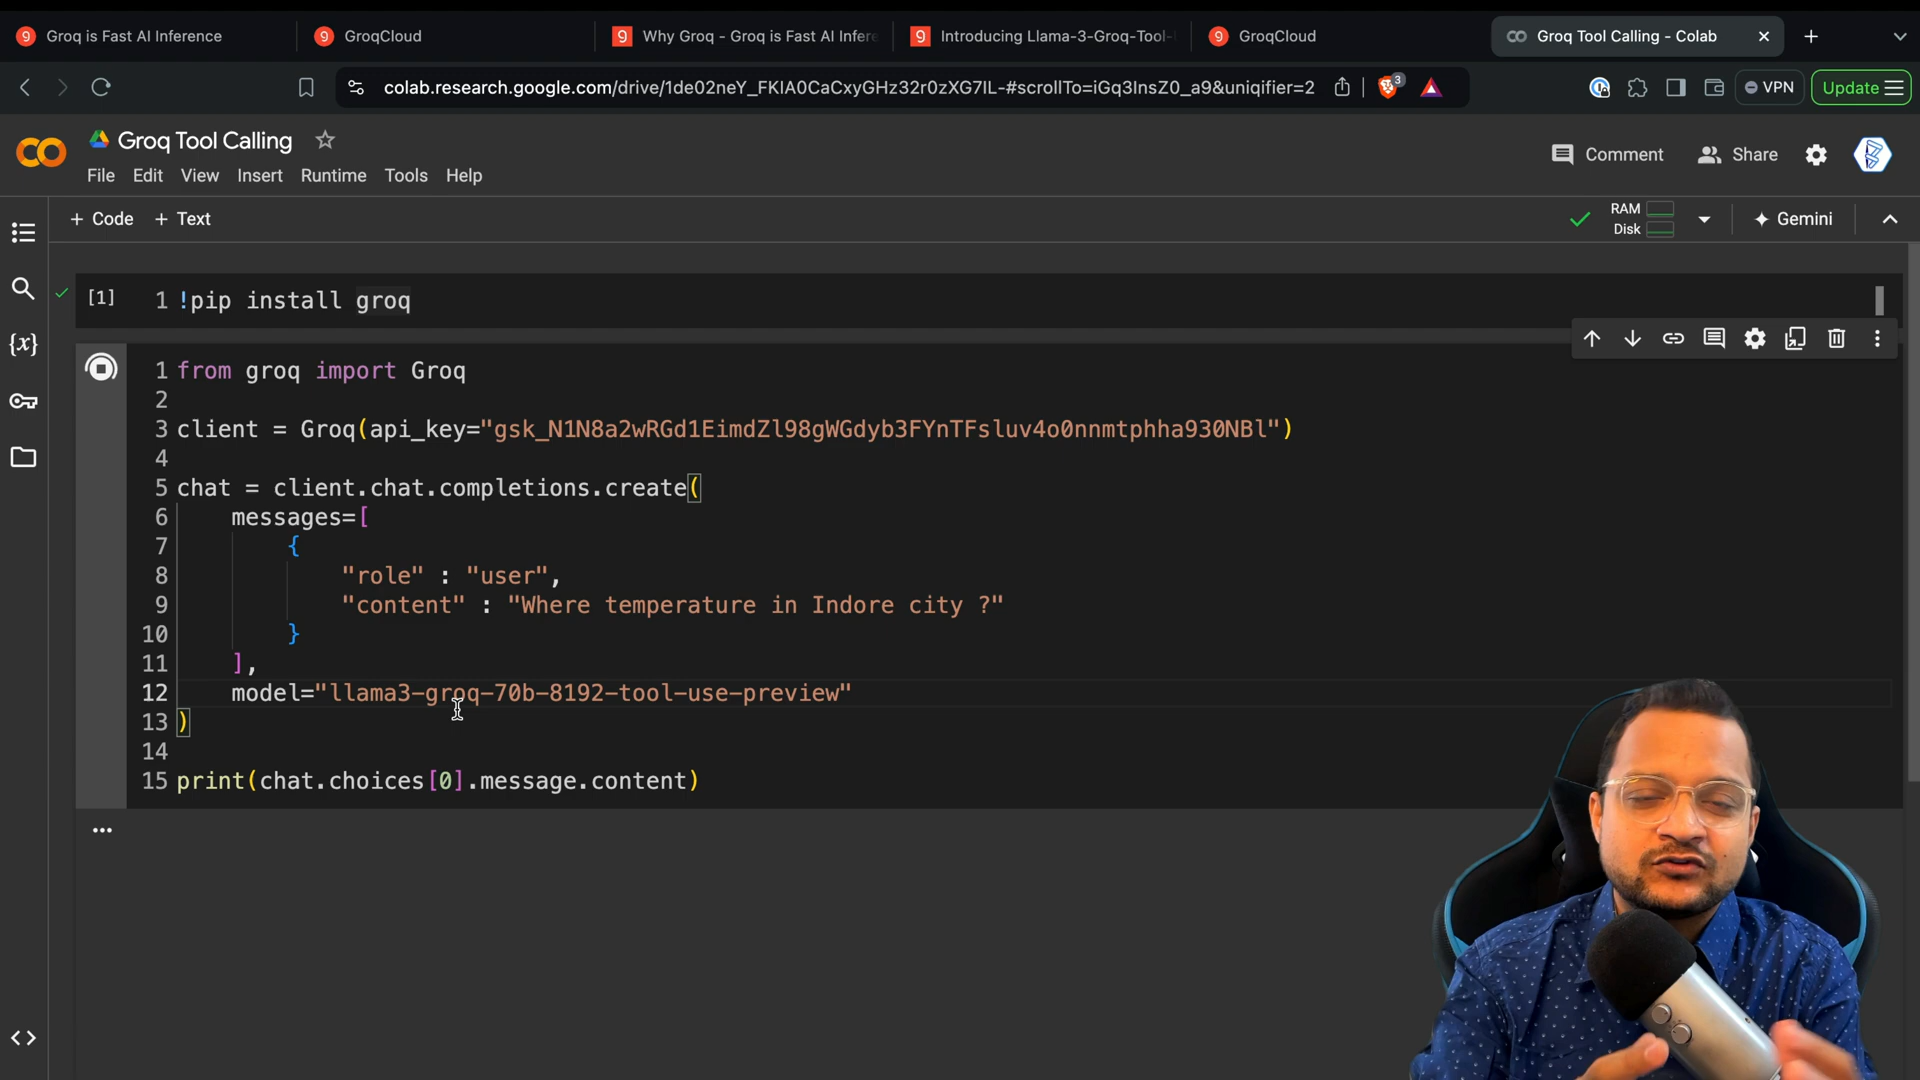 Groq is Fast AI Inference
GroqCloud
Why Groq - Groq is Fast AI Infere
Introducing Llama-3-Groq-Tool-
GroqCloud
Groq Tool Calling - Colab
colab.research.google.com/drive/1de02neY_FKIA0CaCxyGHz32r0zXG7IL-#scrollTo=iGq3InsZ0_a9&uniqifier=2
3
VPN
Update
Groq Tool Calling
Comment
Share
File Edit View Insert Runtime Tools Help
+ Code + Text
RAM
Disk
Gemini
[1] 1 !pip install groq
1 from groq import Groq
2
3 client = Groq(api_key="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")
4
5 chat = client.chat.completions.create(
6 messages=[
7 {
8 "role" : "user",
9 "content" : "Where temperature in Indore city ?"
10 }
11 ],
12 model="llama3-groq-70b-8192-tool-use-preview"
13 )
14
15 print(chat.choices[0].message.content)